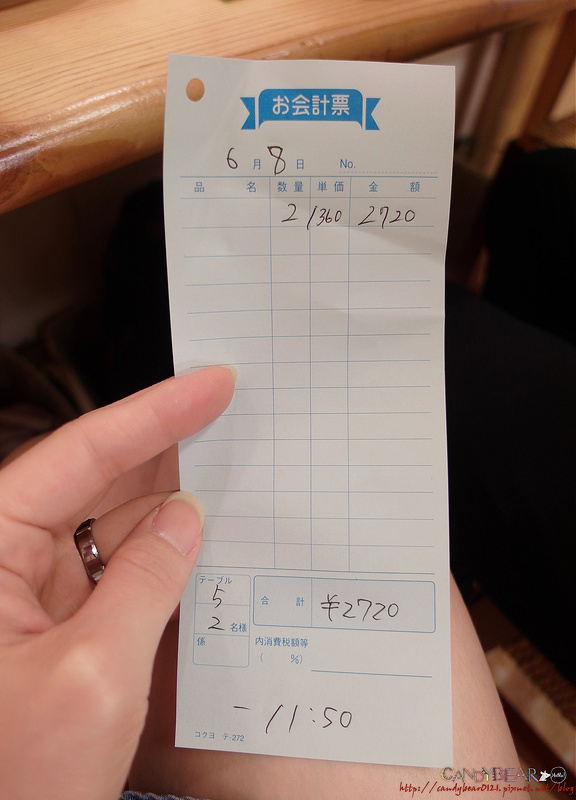 お会計票
6月8日 No.
品名 数量 単価 金額
2 1360 2720
テーブル
5
2名様
係
合計 ¥2720
内消費税額等
( %)
－11:50
コクヨ テ-272
CANDYBEAR Hello!
http://candybear0121.pixnet.net/blog